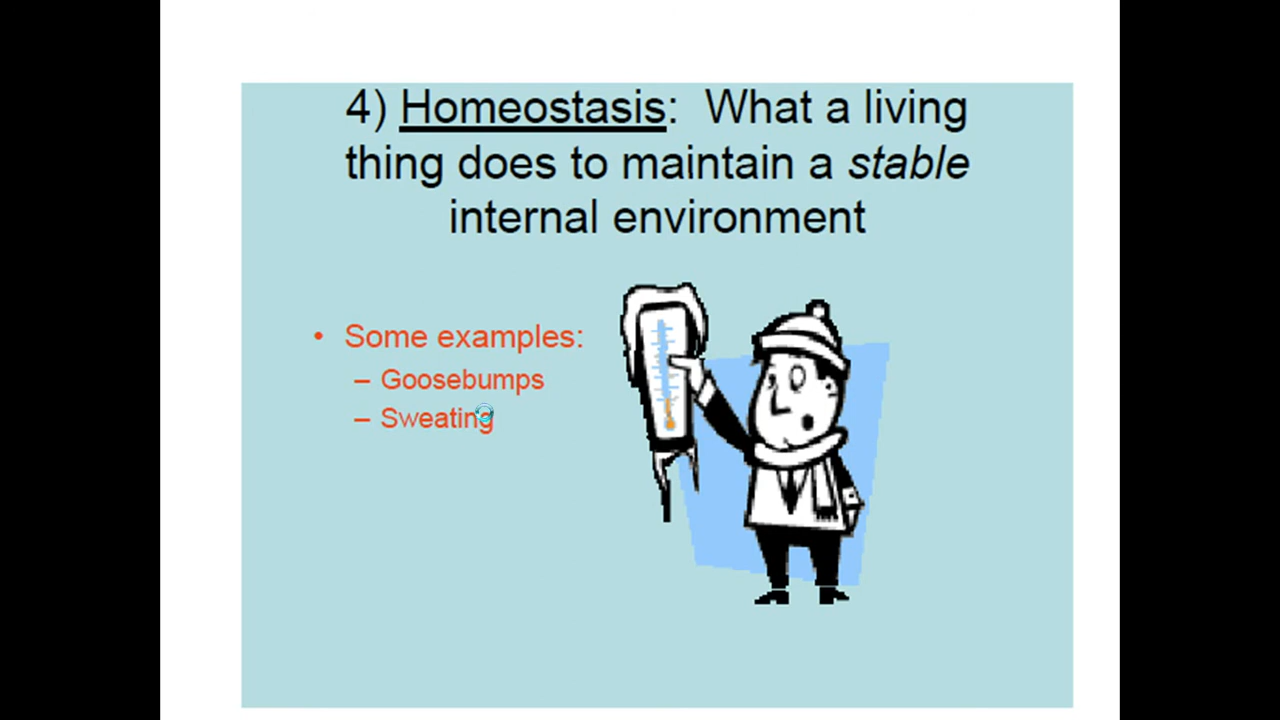 4) Homeostasis: What a living
thing does to maintain a stable
internal environment
• Some examples:
– Goosebumps
– Sweating